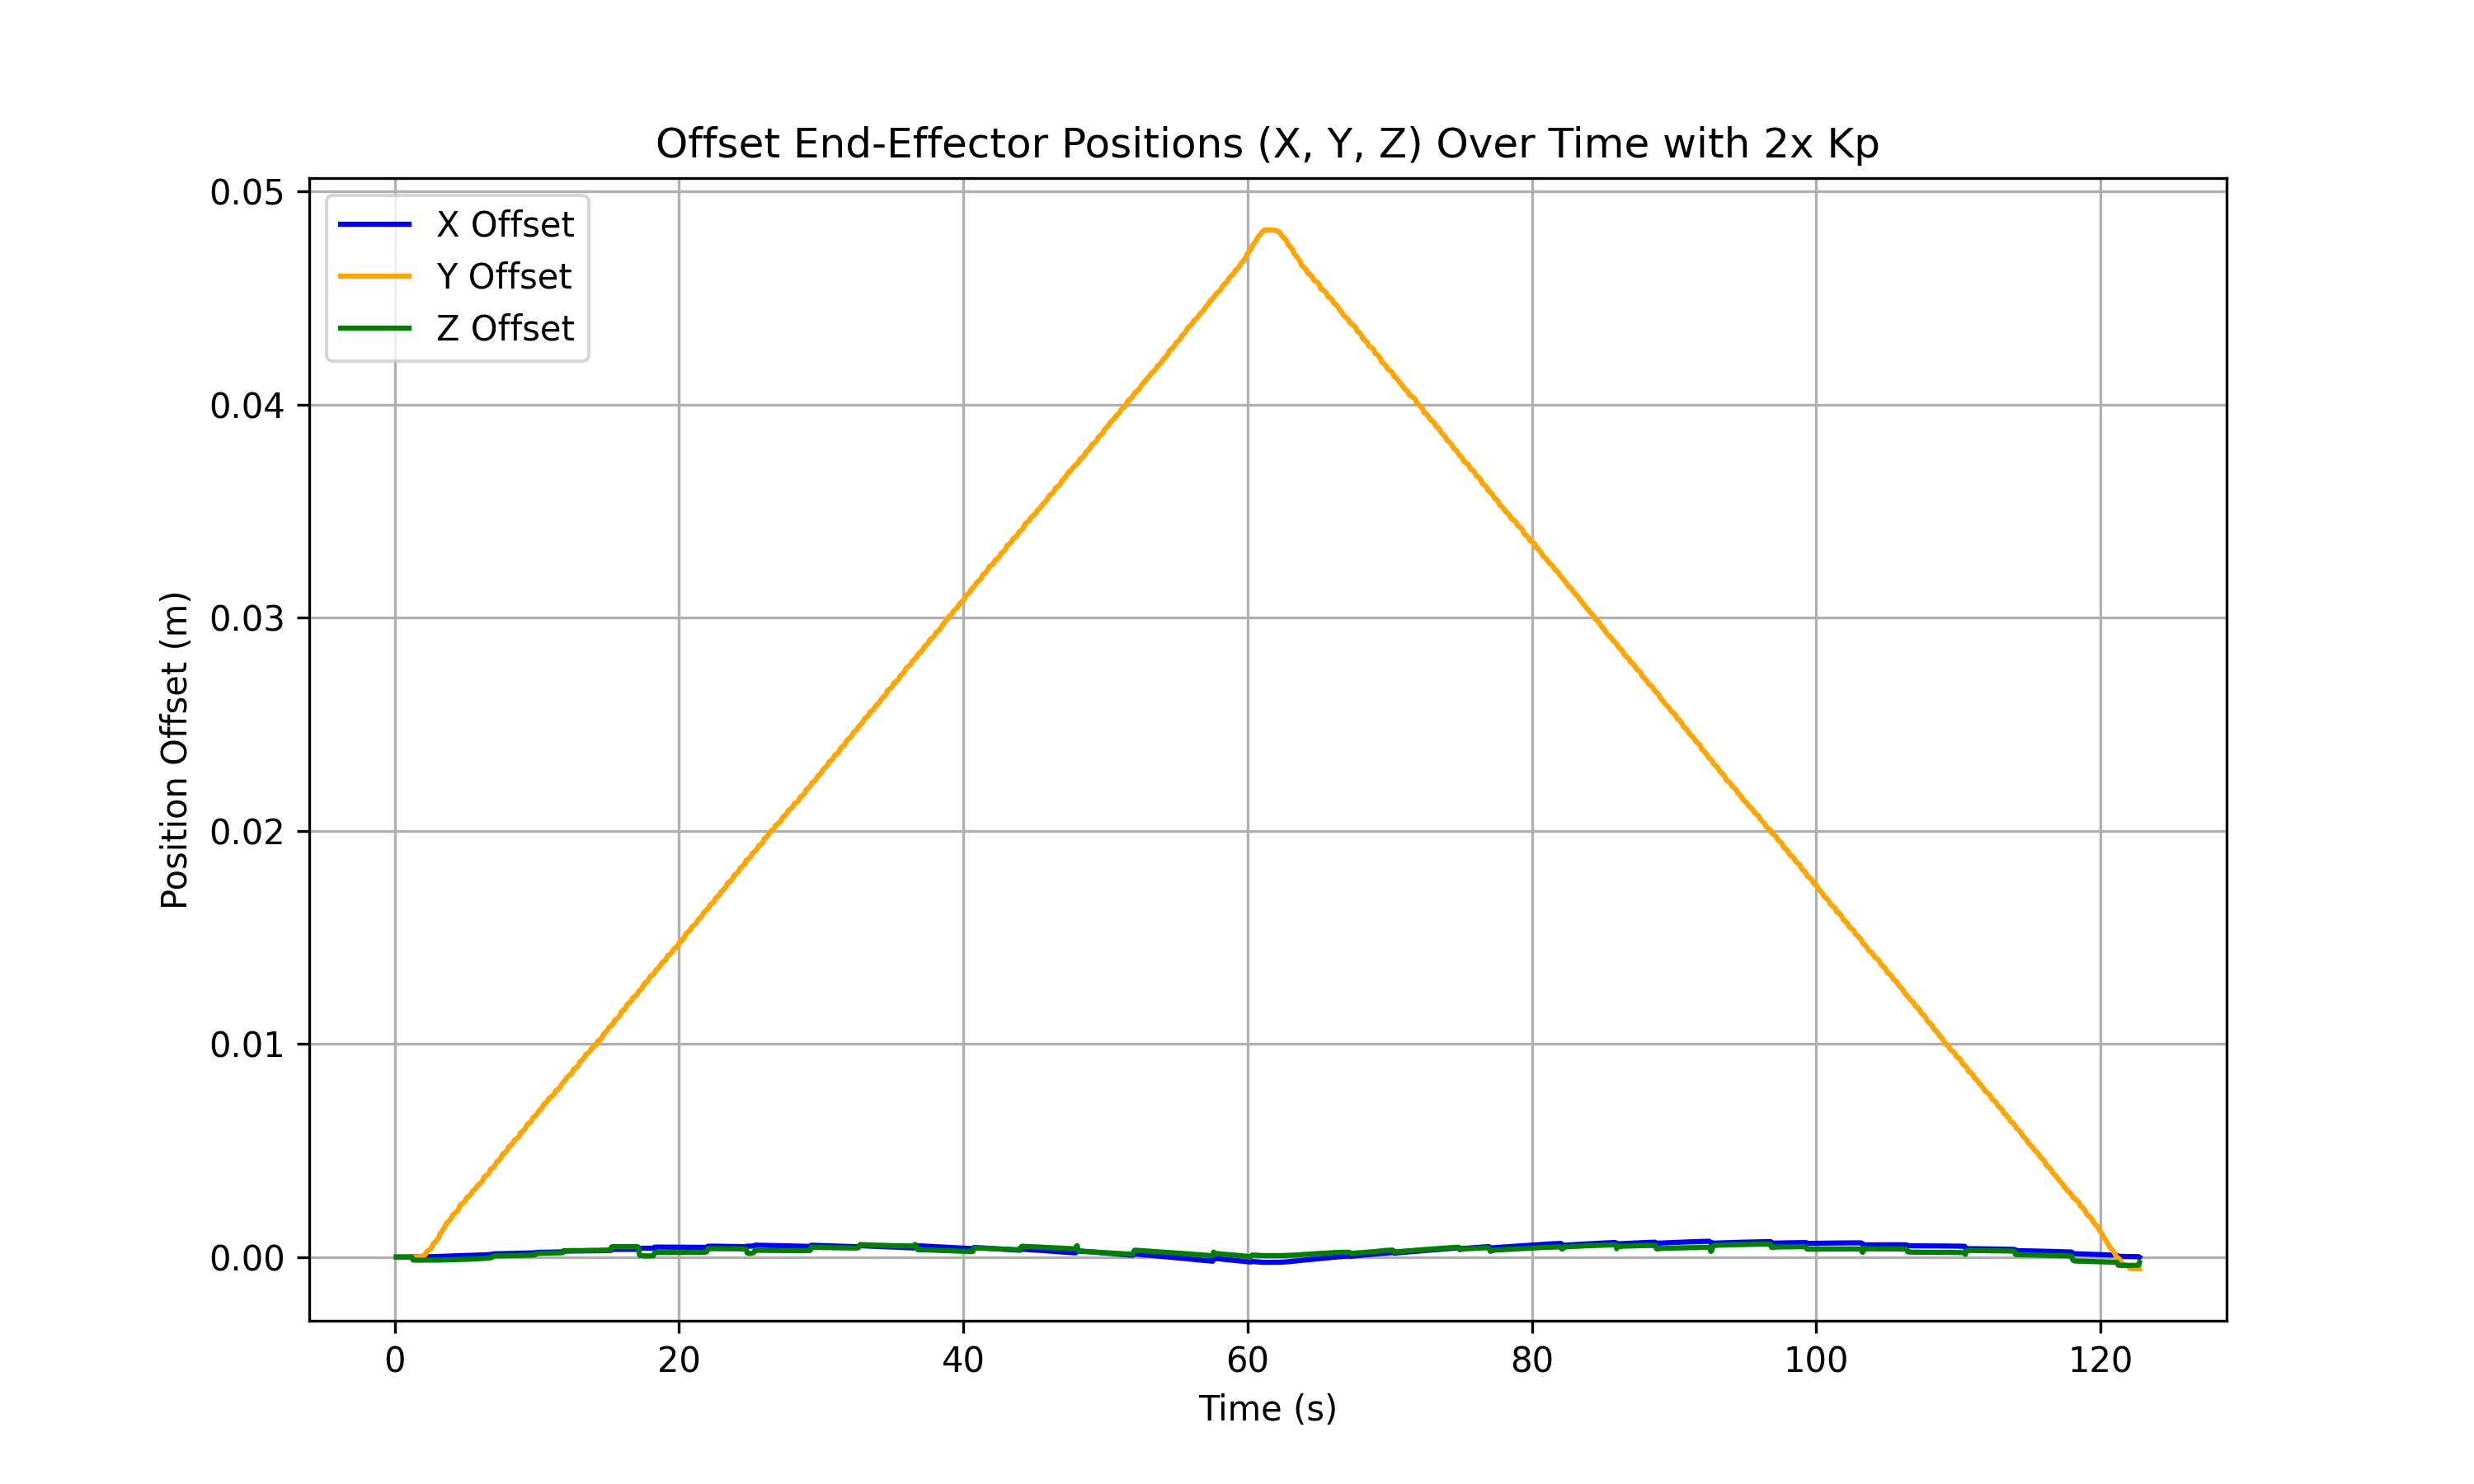 Offset End-Effector Positions (X, Y, Z) Over Time with 2x Kp
X Offset
Y Offset
Z Offset
Position Offset (m)
0.05
0.04
0.03
0.02
0.01
0.00
0 20 40 60 80 100 120
Time (s)